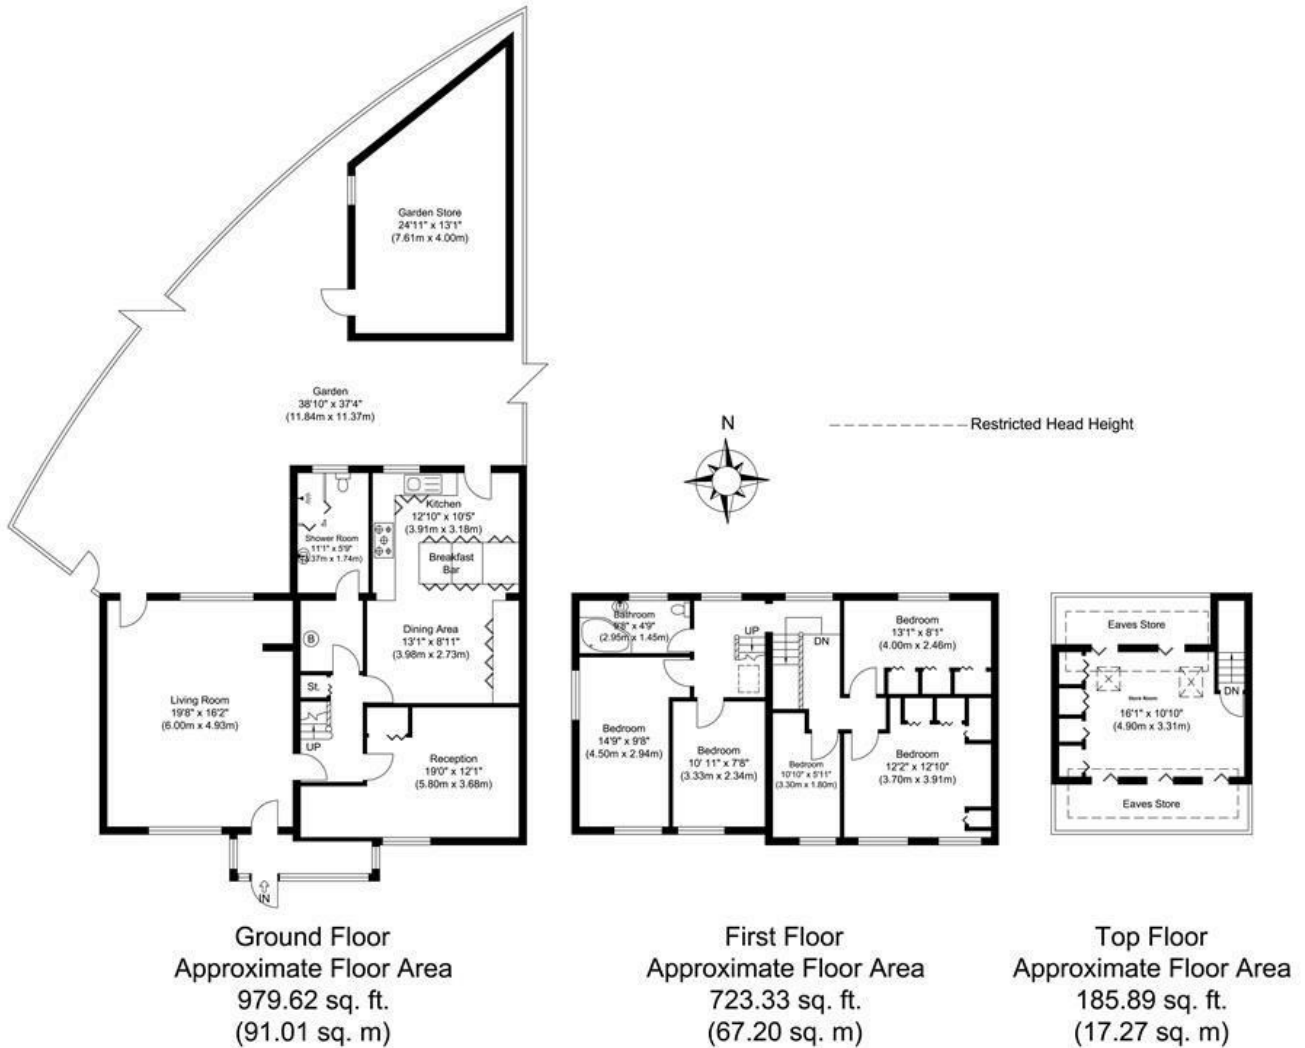 Garden Store
24'11" x 13'1"
(7.61m x 4.00m)
Garden
38'10" x 37'4"
(11.84m x 11.37m)
N
Restricted Head Height
Kitchen
12'10" x 10'5"
(3.91m x 3.18m)
Shower Room
11'1" x 5'9"
.37m x 1.74m)
Breakfast
Bar
B
Dining Area
13'1" x 8'11"
(3.98m x 2.73m)
St.
Living Room
19'8" x 16'2"
(6.00m x 4.93m)
UP
Reception
19'0" x 12'1"
(5.80m x 3.68m)
IN
Bathroom
9'8" x 4'9"
(2.95m x 1.45m)
UP
DN
Bedroom
13'1" x 8'1"
(4.00m x 2.46m)
Bedroom
14'9" x 9'8"
(4.50m x 2.94m)
Bedroom
10' 11" x 7'8"
(3.33m x 2.34m)
Bedroom
10'10" x 5'11"
(3.30m x 1.80m)
Bedroom
12'2" x 12'10"
(3.70m x 3.91m)
Eaves Store
Store Room
16'1" x 10'10"
(4.90m x 3.31m)
DN
Eaves Store
Ground Floor
Approximate Floor Area
979.62 sq. ft.
(91.01 sq. m)
First Floor
Approximate Floor Area
723.33 sq. ft.
(67.20 sq. m)
Top Floor
Approximate Floor Area
185.89 sq. ft.
(17.27 sq. m)